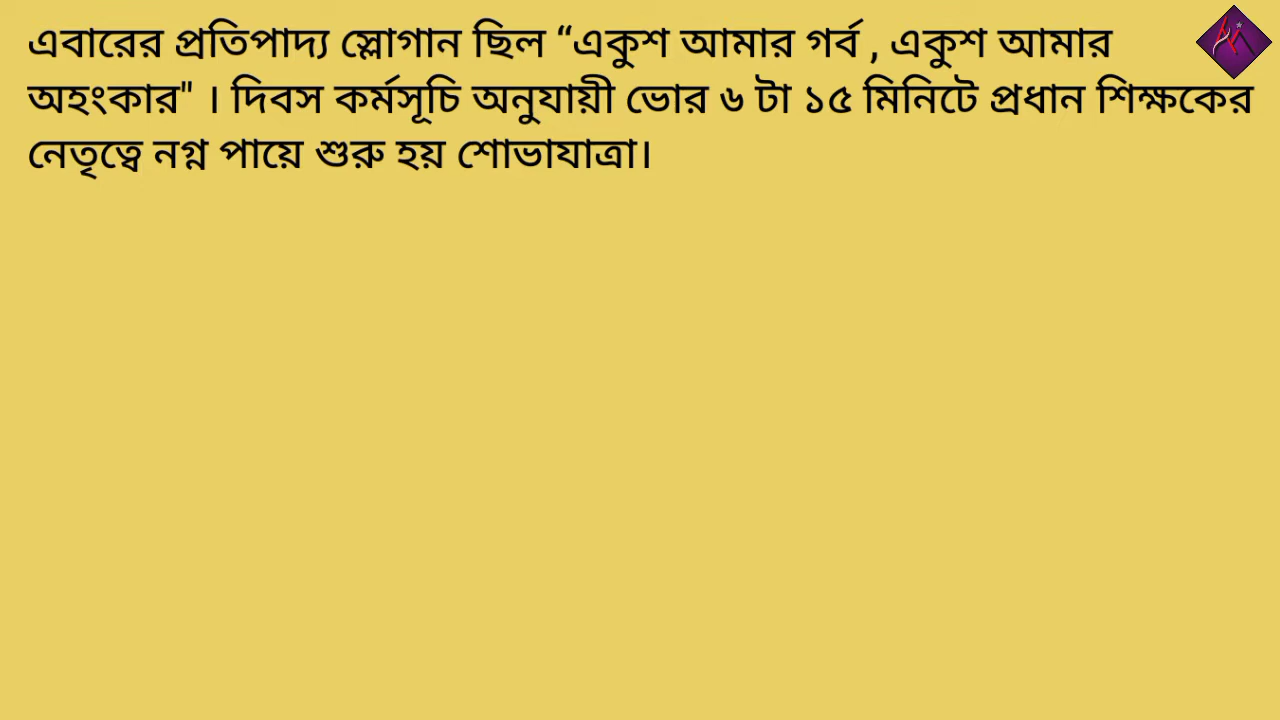 এবারের প্রতিপাদ্য স্লোগান ছিল “একুশ আমার গর্ব , একুশ আমার
অহংকার" । দিবস কর্মসূচি অনুযায়ী ভোর ৬ টা ১৫ মিনিটে প্রধান শিক্ষকের
নেতৃত্বে নগ্ন পায়ে শুরু হয় শোভাযাত্রা।